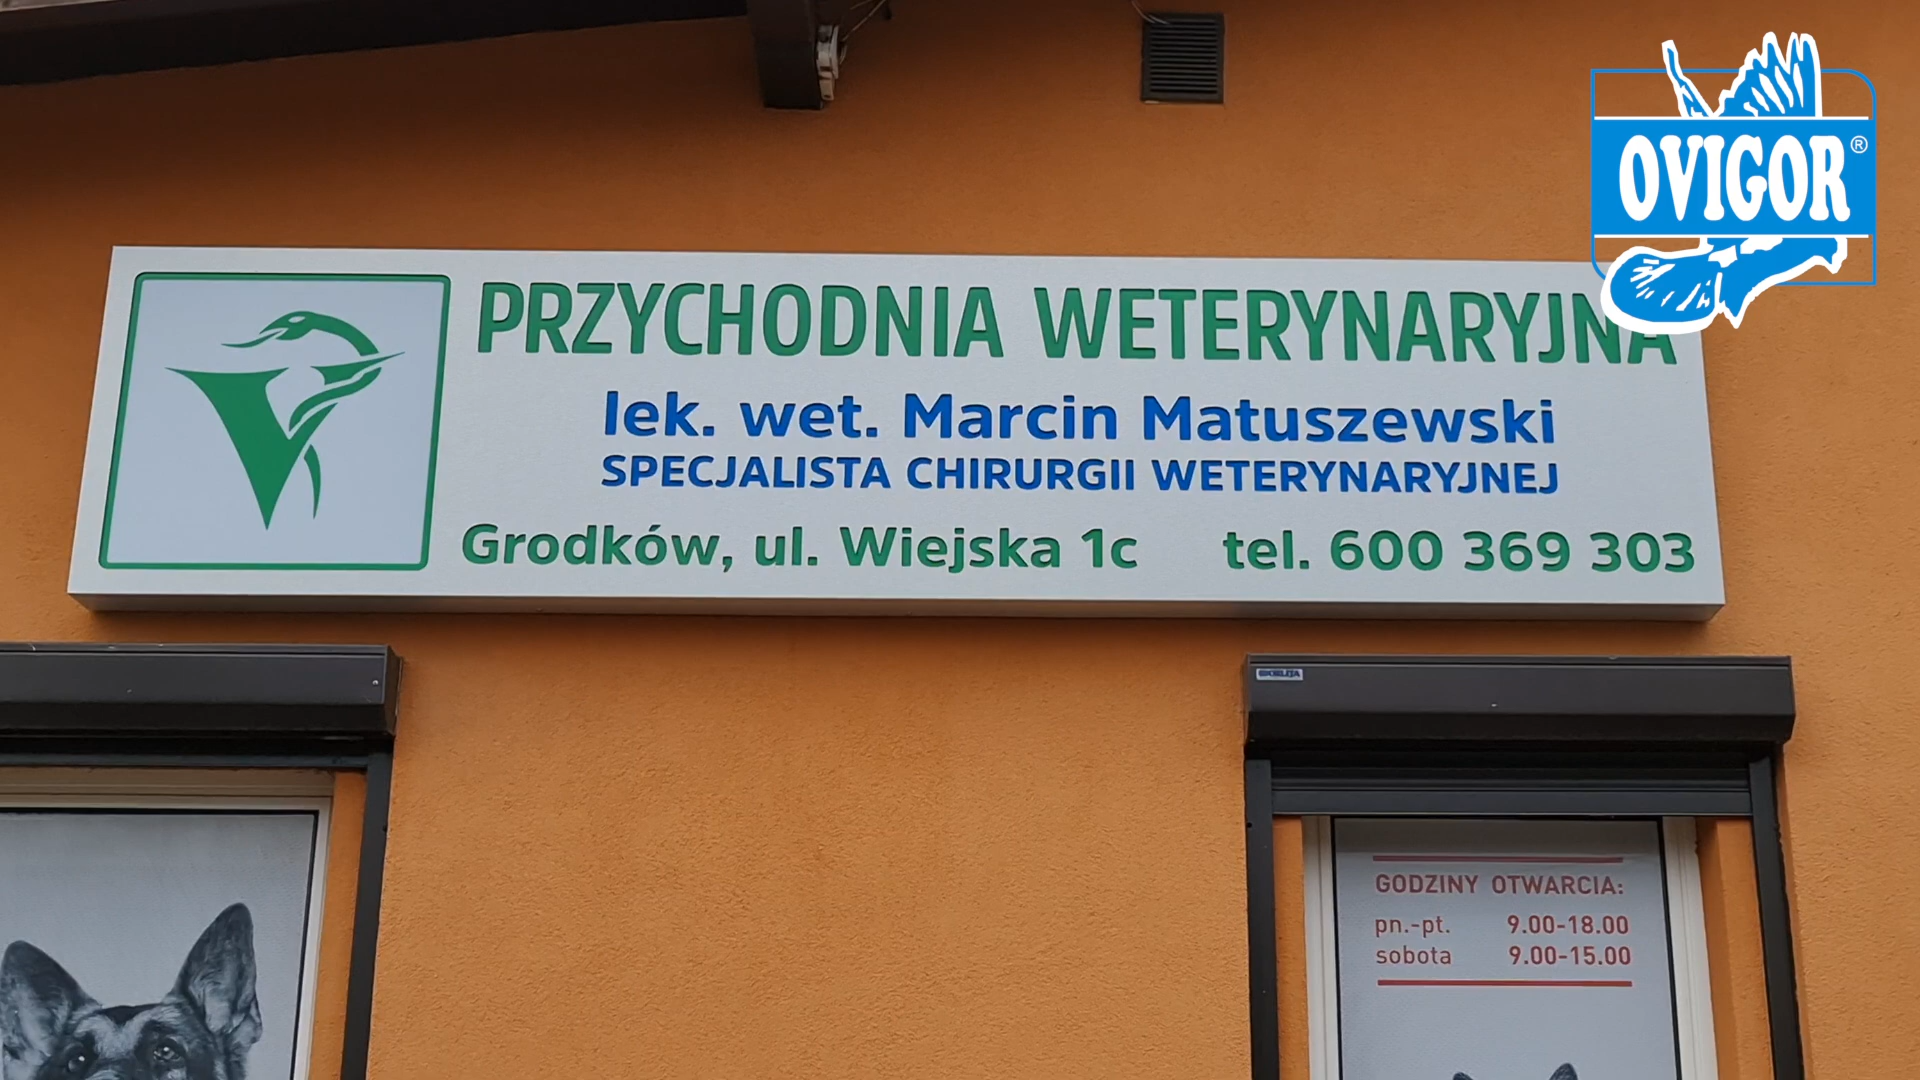 OVIGOR®
PRZYCHODNIA WETERYNARYJNA
lek. wet. Marcin Matuszewski
SPECJALISTA CHIRURGII WETERYNARYJNEJ
Grodków, ul. Wiejska 1c tel. 600 369 303
GODZINY OTWARCIA:
pn.-pt. 9.00-18.00
sobota 9.00-15.00